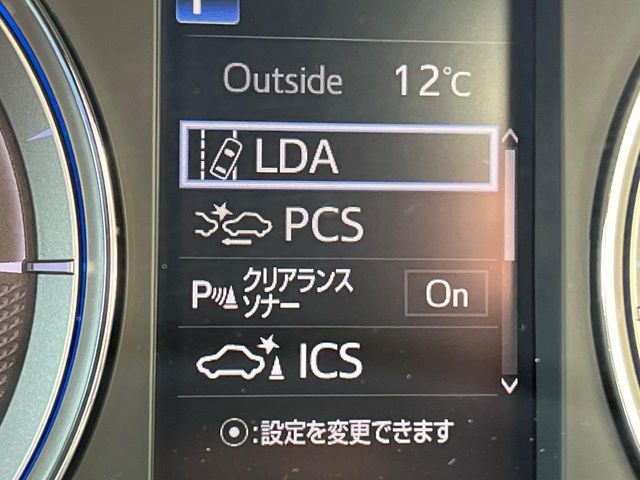 Outside 12℃
LDA
PCS
P クリアランス
ソナー On
ICS
:設定を変更できます